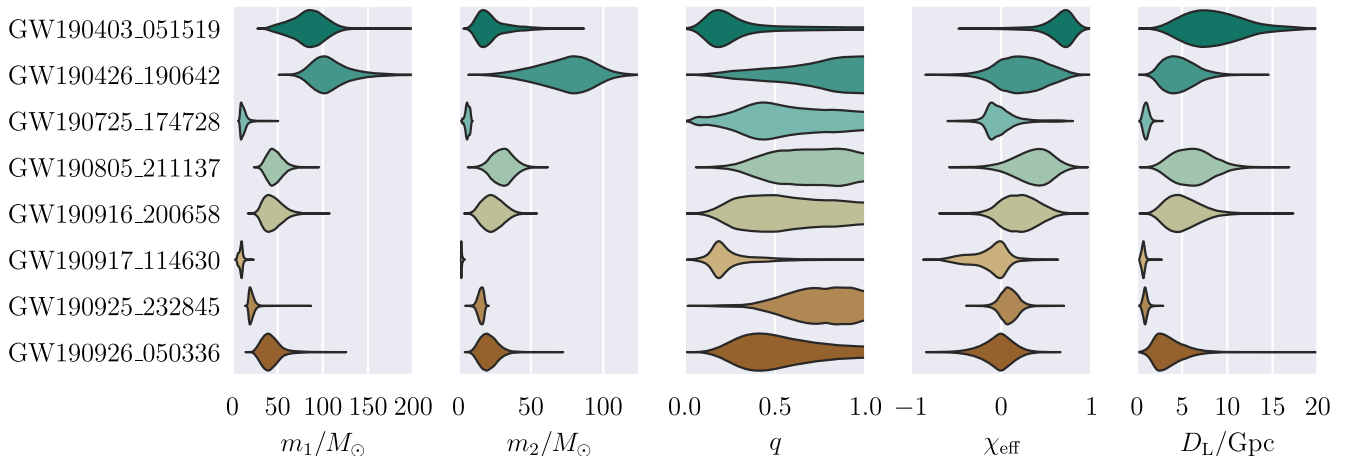 GW190403_051519
GW190426_190642
GW190725_174728
GW190805_211137
GW190916_200658
GW190917_114630
GW190925_232845
GW190926_050336
0 50 100 150 200 0 50 100 0.0 0.5 1.0 −1 0 1 0 5 10 15 20
m₁/M⊙ m₂/M⊙ q χeff D_L/Gpc